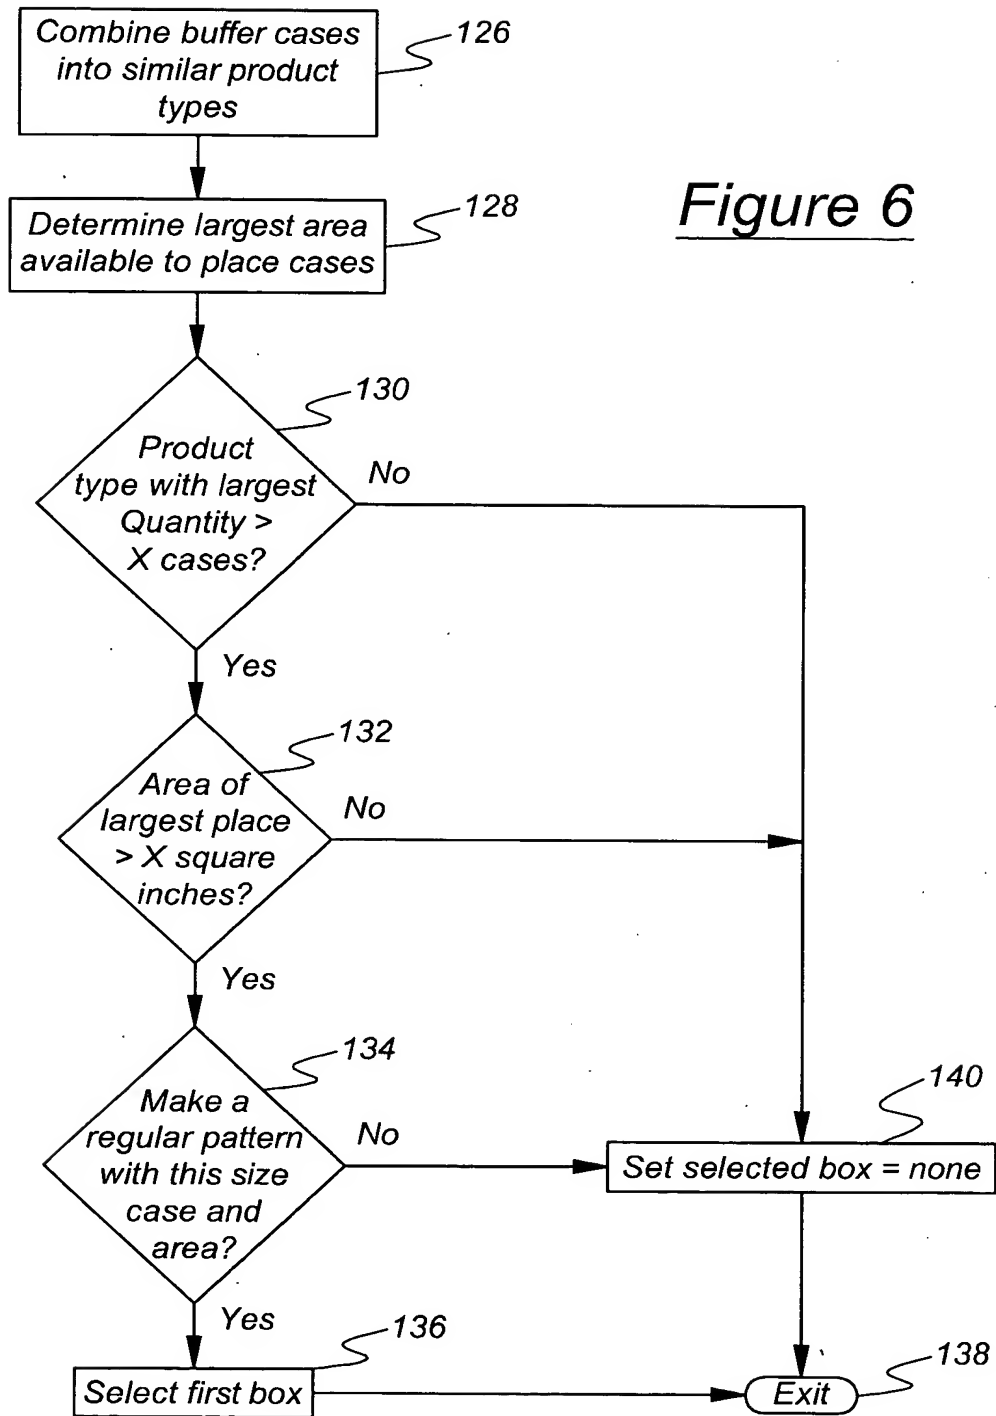 Combine buffer cases
into similar product
types
126
Determine largest area
available to place cases
128
Figure 6
130
Product
type with largest
Quantity >
X cases?
No
Yes
132
Area of
largest place
> X square
inches?
No
Yes
134
Make a
regular pattern
with this size
case and
area?
No
140
Set selected box = none
Yes
136
Select first box
138
Exit